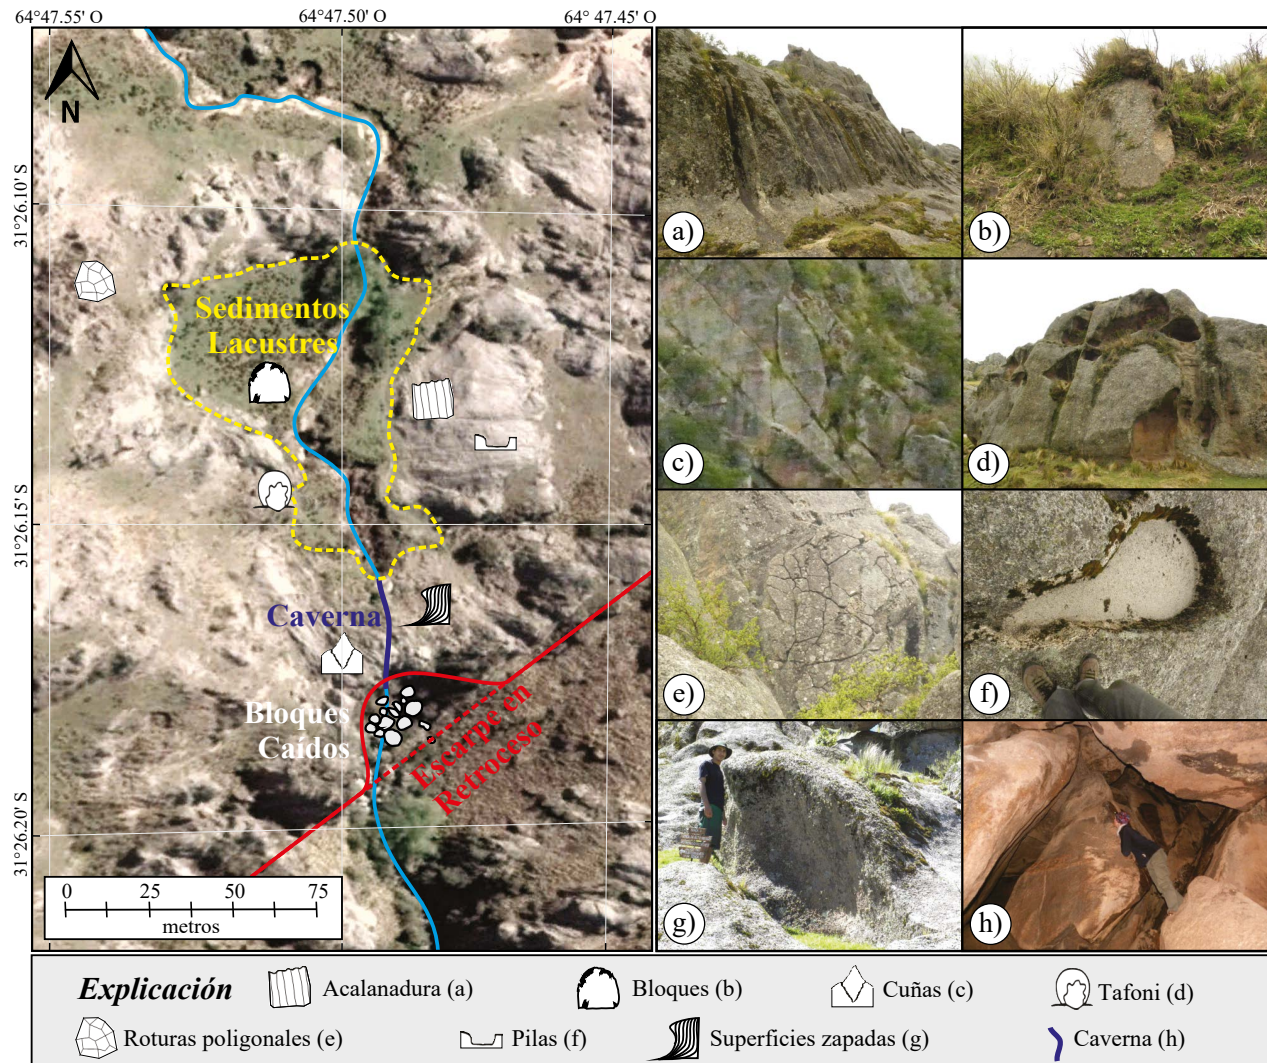 64°47.55' O
64°47.50' O
64° 47.45' O
31°26.10' S
31°26.15' S
31°26.20' S
N
Sedimentos
Lacustres
Caverna
Bloques
Caídos
Escarpe en
Retroceso
0 25 50 75
metros
a)
b)
c)
d)
e)
f)
g)
h)
Explicación
Acalanadura (a)
Bloques (b)
Cuñas (c)
Tafoni (d)
Roturas poligonales (e)
Pilas (f)
Superficies zapadas (g)
Caverna (h)